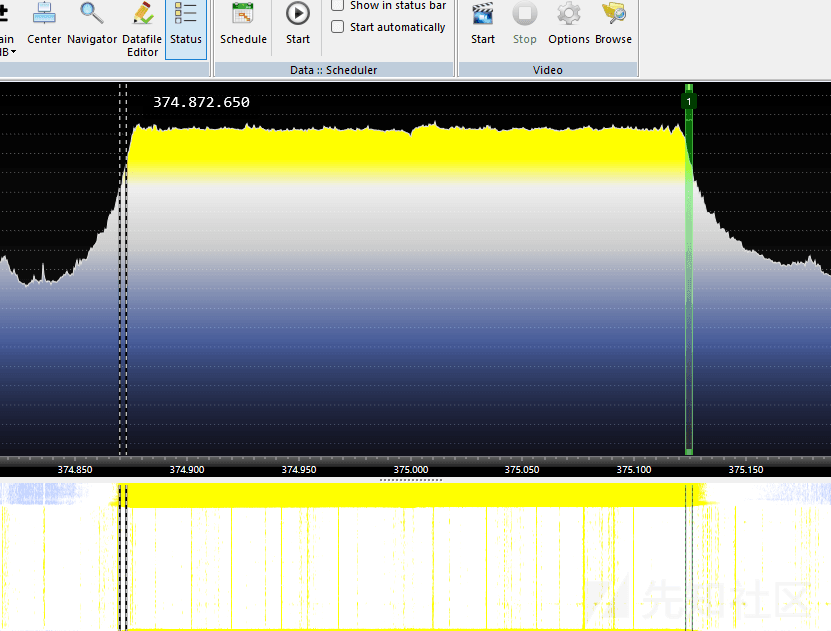 ain
IB
Center
Navigator
Datafile
Editor
Status
Schedule
Start
Show in status bar
Start automatically
Start
Stop
Options
Browse
Data :: Scheduler
Video
374.872.650
1
374.850
374.900
374.950
375.000
375.050
375.100
375.150
先知社区